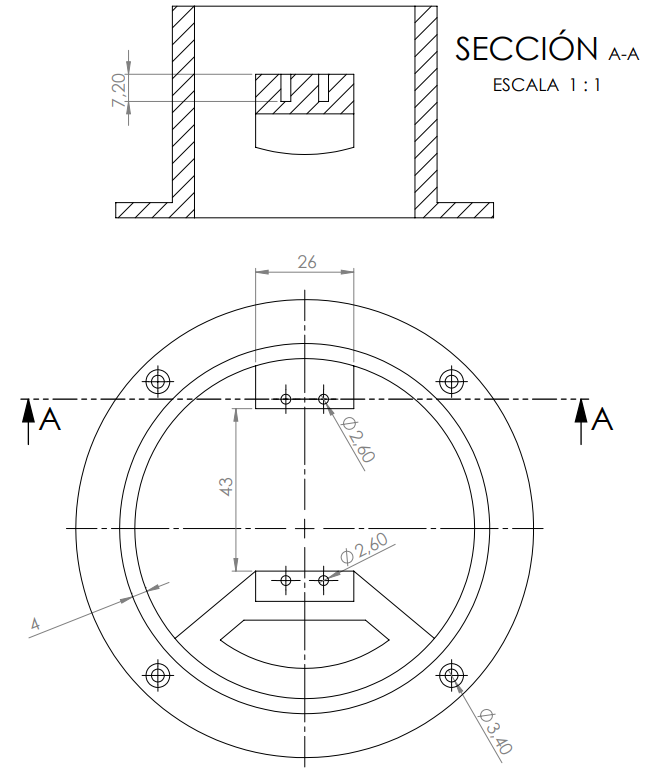 SECCIÓN A-A
ESCALA 1 : 1
7,20
26
A
A
Ø2,60
43
Ø2,60
4
Ø3,40